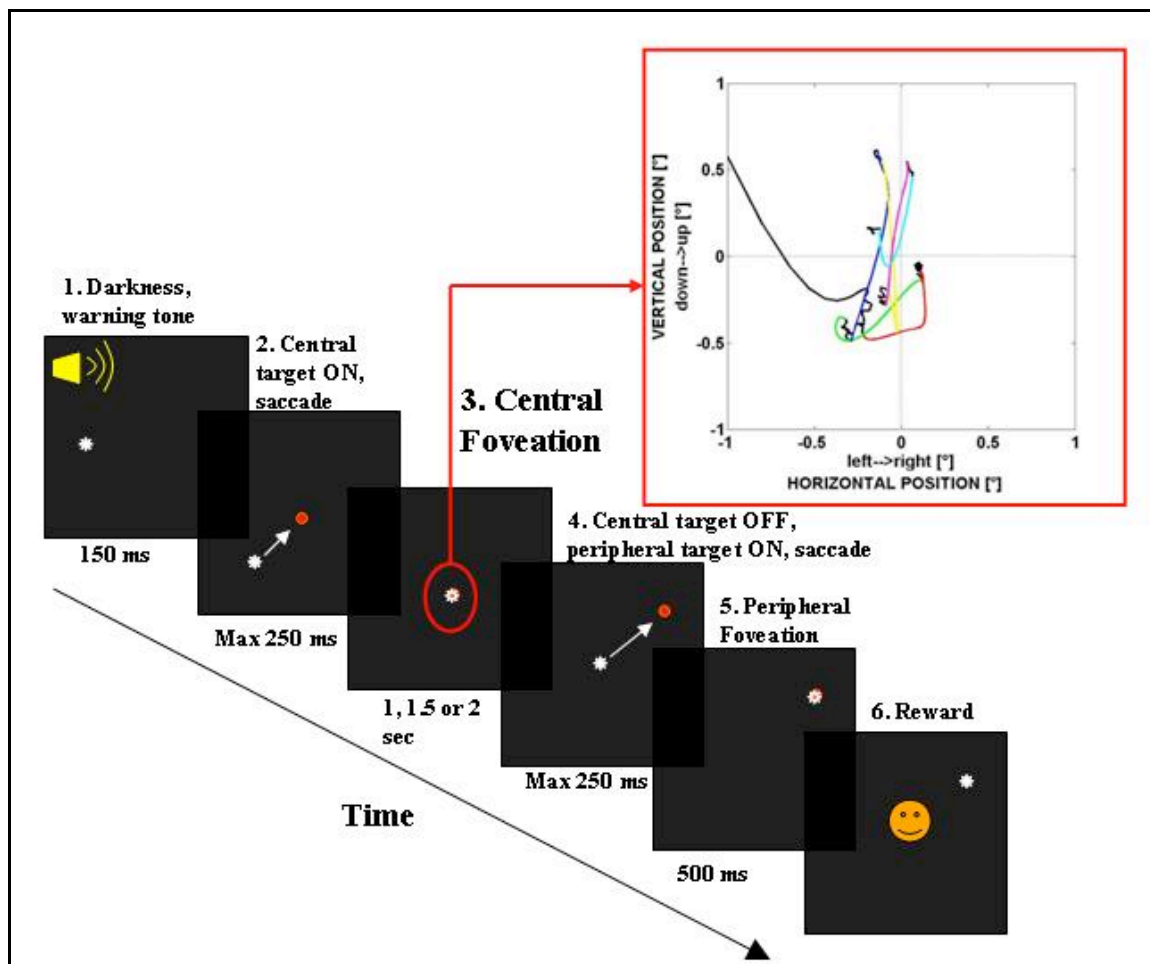 1. Darkness,
warning tone
150 ms
2. Central
target ON,
saccade
Max 250 ms
3. Central
Foveation
1, 1.5 or 2
sec
1
0.5
0
-0.5
-1
-1
-0.5
0
0.5
1
VERTICAL POSITION [°]
down-->up [°]
left-->right [°]
HORIZONTAL POSITION [°]
4. Central target OFF,
peripheral target ON, saccade
Max 250 ms
5. Peripheral
Foveation
500 ms
6. Reward
Time